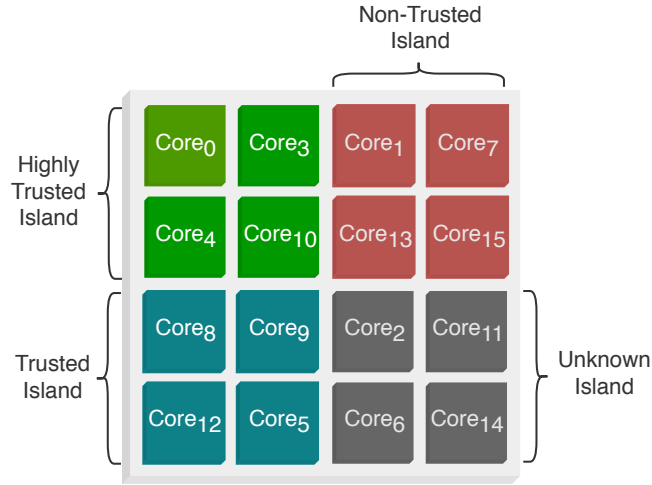 Non-Trusted
Island
Core0 Core3 Core1 Core7
Highly
Trusted
Island
Core4 Core10 Core13 Core15
Core8 Core9 Core2 Core11
Trusted
Island
Unknown
Island
Core12 Core5 Core6 Core14